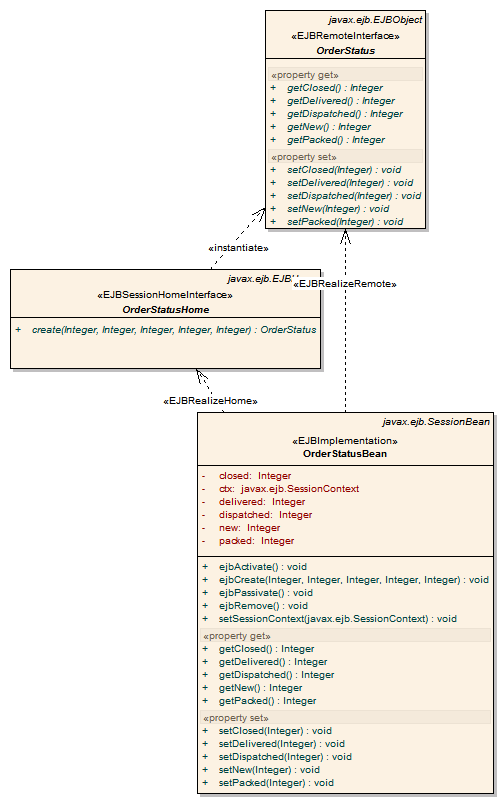 javax.ejb.EJBObject
«EJBRemoteInterface»
OrderStatus
«property get»
+ getClosed() : Integer
+ getDelivered() : Integer
+ getDispatched() : Integer
+ getNew() : Integer
+ getPacked() : Integer
«property set»
+ setClosed(Integer) : void
+ setDelivered(Integer) : void
+ setDispatched(Integer) : void
+ setNew(Integer) : void
+ setPacked(Integer) : void
«instantiate»
javax.ejb.EJBH
«EJBRealizeRemote»
«EJBSessionHomeInterface»
OrderStatusHome
+ create(Integer, Integer, Integer, Integer, Integer) : OrderStatus
«EJBRealizeHome»
javax.ejb.SessionBean
«EJBImplementation»
OrderStatusBean
- closed: Integer
- ctx: javax.ejb.SessionContext
- delivered: Integer
- dispatched: Integer
- new: Integer
- packed: Integer
+ ejbActivate() : void
+ ejbCreate(Integer, Integer, Integer, Integer, Integer) : void
+ ejbPassivate() : void
+ ejbRemove() : void
+ setSessionContext(javax.ejb.SessionContext) : void
«property get»
+ getClosed() : Integer
+ getDelivered() : Integer
+ getDispatched() : Integer
+ getNew() : Integer
+ getPacked() : Integer
«property set»
+ setClosed(Integer) : void
+ setDelivered(Integer) : void
+ setDispatched(Integer) : void
+ setNew(Integer) : void
+ setPacked(Integer) : void